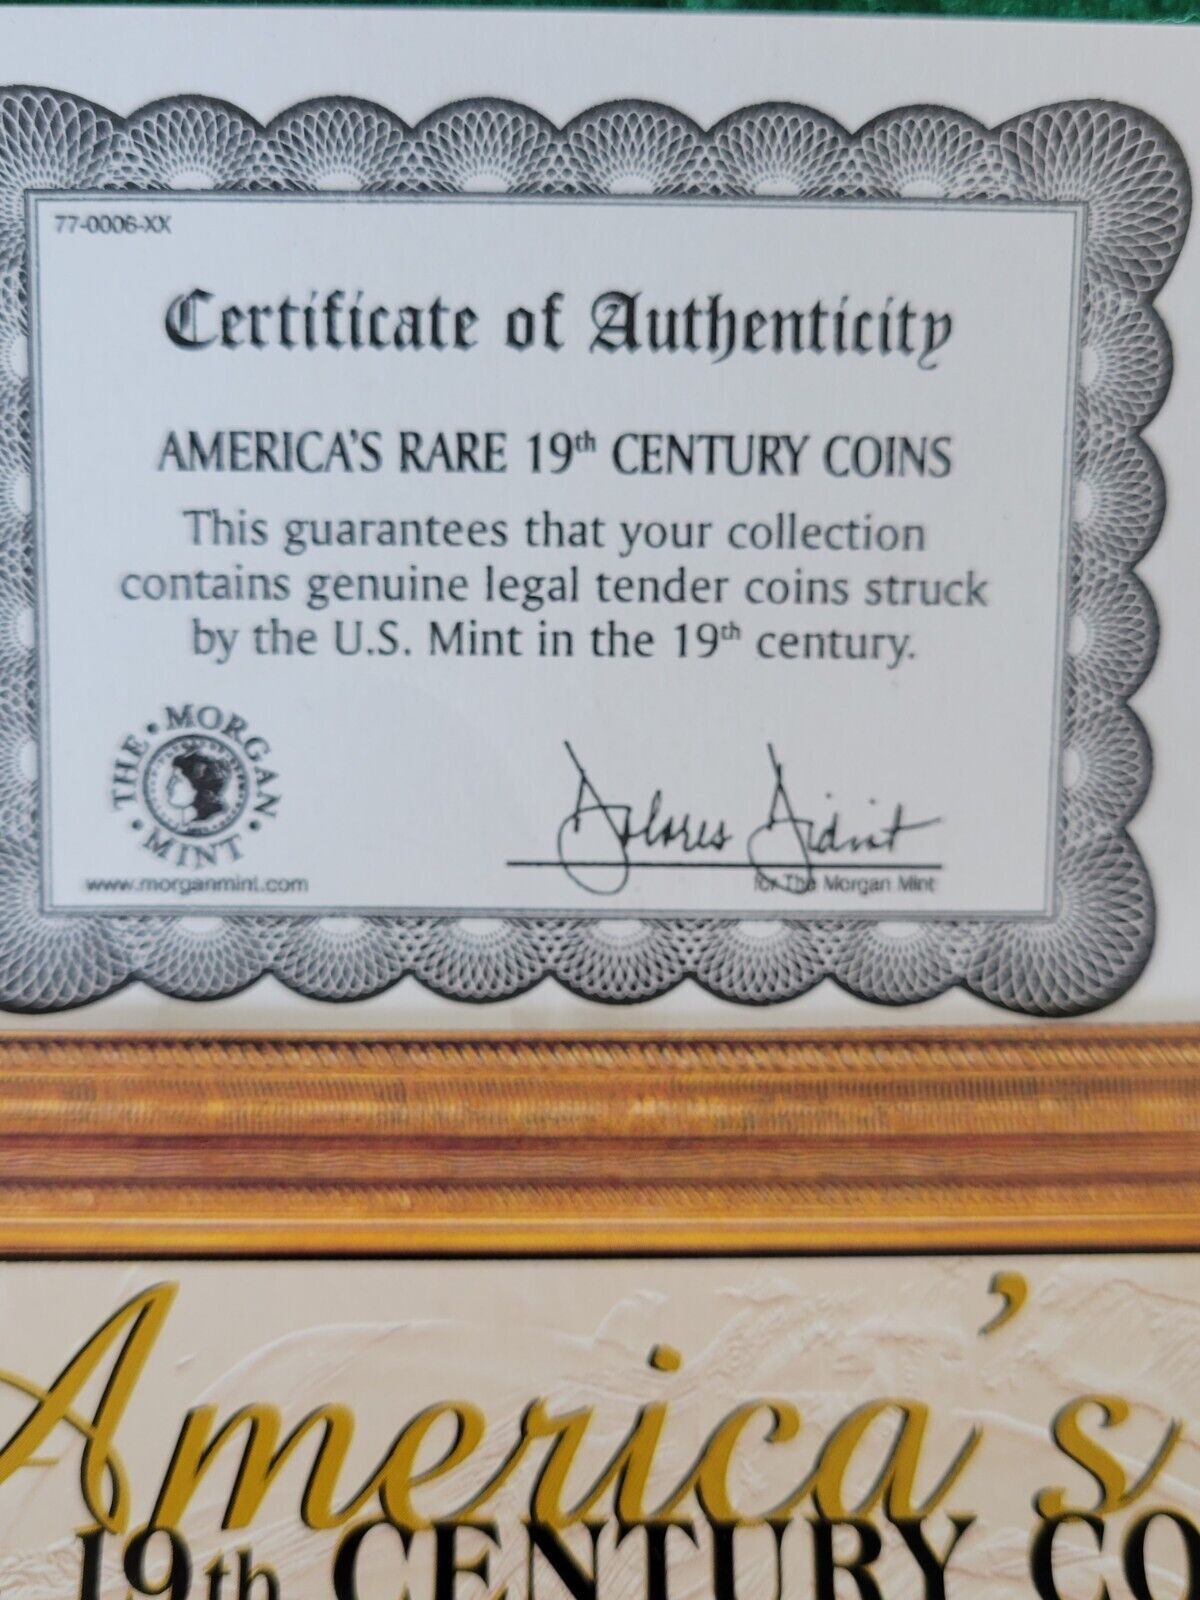 77-0006-XX
Certificate of Authenticity
AMERICA'S RARE 19th CENTURY COINS
This guarantees that your collection
contains genuine legal tender coins struck
by the U.S. Mint in the 19th century.
THE • MORGAN • MINT •
www.morganmint.com
Dolores
for The Morgan Mint
America's
19th CENTURY CO